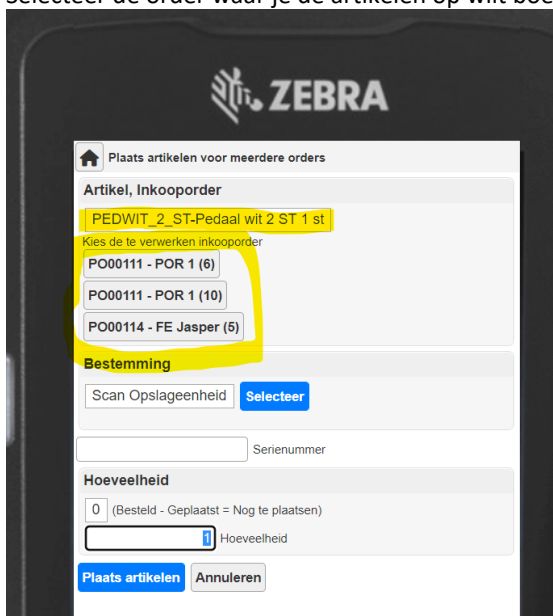 Selecteer de order waar je de artikelen op wilt boe
ZEBRA
Plaats artikelen voor meerdere orders
Artikel, Inkooporder
PEDWIT_2_ST-Pedaal wit 2 ST 1 st
Kies de te verwerken inkooporder
PO00111 - POR 1 (6)
PO00111 - POR 1 (10)
PO00114 - FE Jasper (5)
Bestemming
Scan Opslageenheid Selecteer
Serienummer
Hoeveelheid
0 (Besteld - Geplaatst = Nog te plaatsen)
1 Hoeveelheid
Plaats artikelen Annuleren